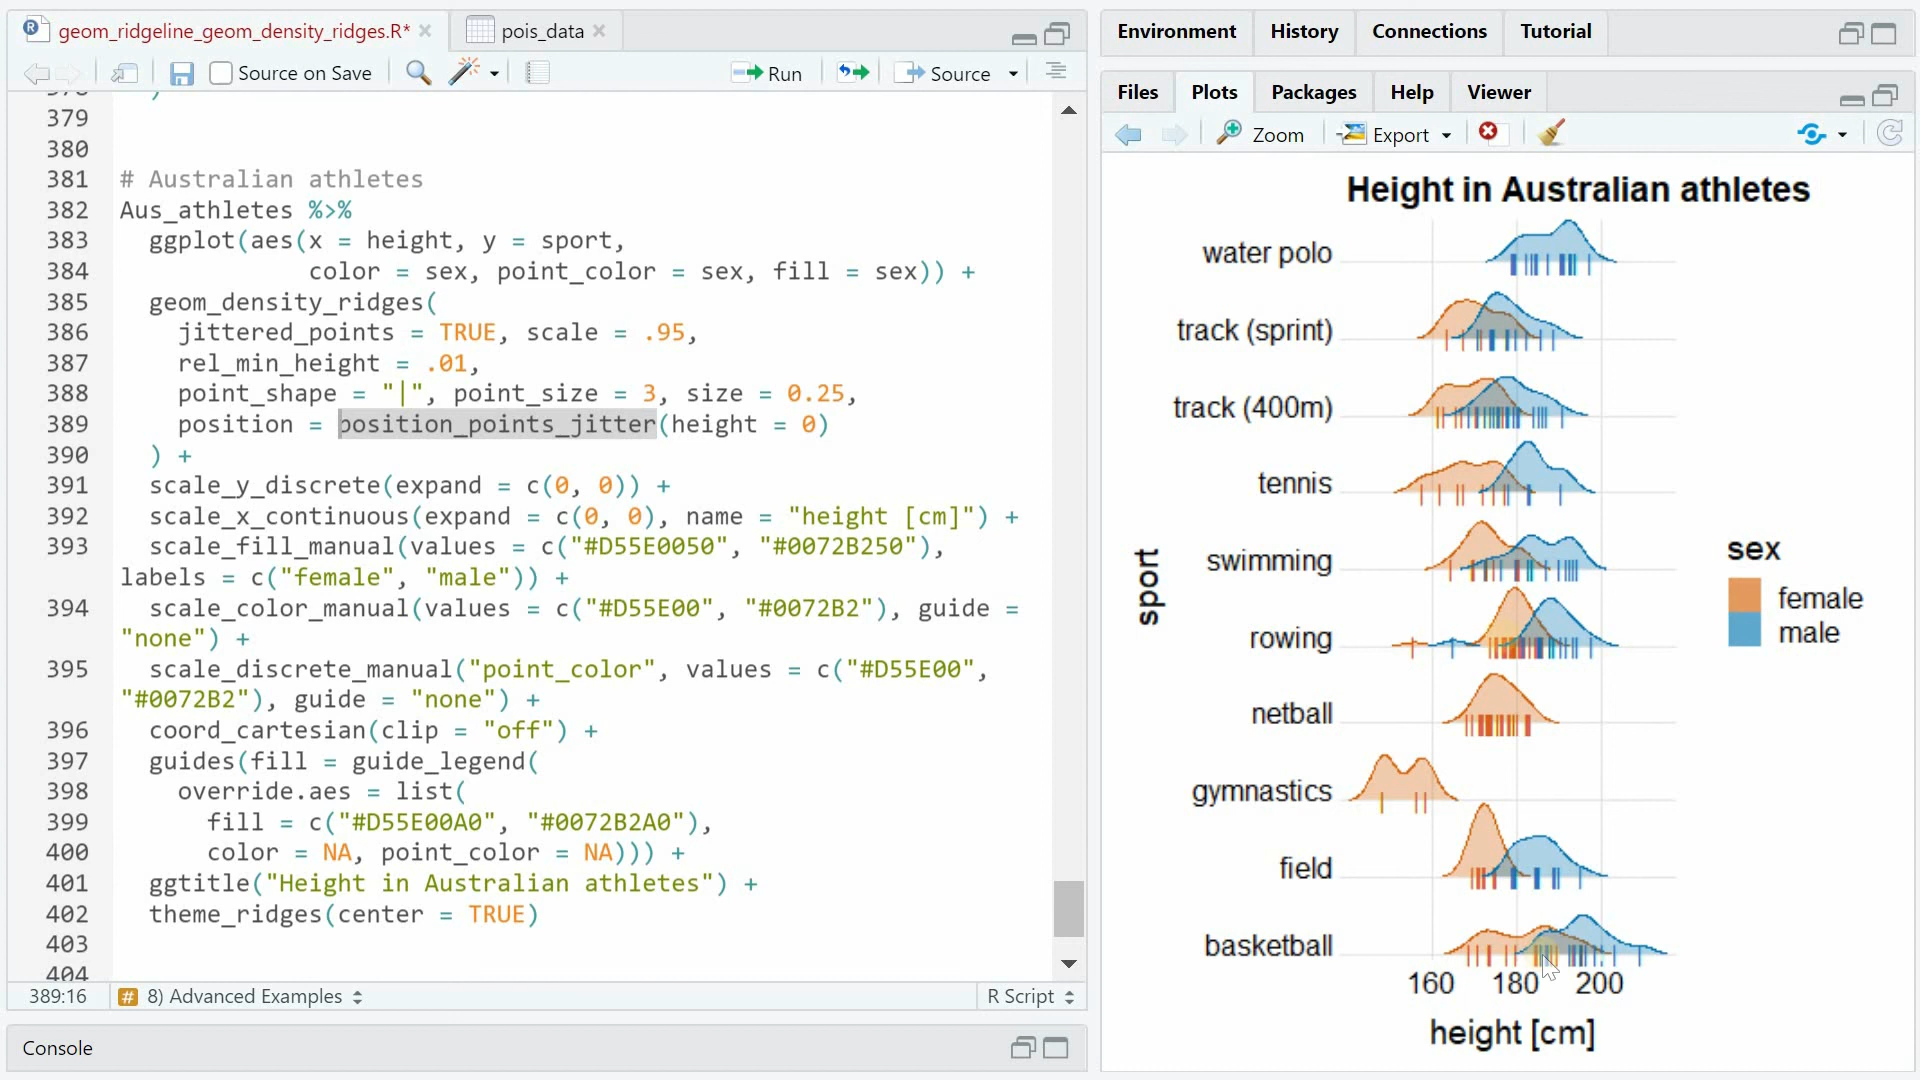 geom_ridgeline_geom_density_ridges.R*
pois_data
Source on Save
Run
Source
379
380
381 # Australian athletes
382 Aus_athletes %>%
383 ggplot(aes(x = height, y = sport,
384 color = sex, point_color = sex, fill = sex)) +
385 geom_density_ridges(
386 jittered_points = TRUE, scale = .95,
387 rel_min_height = .01,
388 point_shape = "|", point_size = 3, size = 0.25,
389 position = position_points_jitter(height = 0)
390 ) +
391 scale_y_discrete(expand = c(0, 0)) +
392 scale_x_continuous(expand = c(0, 0), name = "height [cm]") +
393 scale_fill_manual(values = c("#D55E0050", "#0072B250"),
labels = c("female", "male")) +
394 scale_color_manual(values = c("#D55E00", "#0072B2"), guide =
"none") +
395 scale_discrete_manual("point_color", values = c("#D55E00",
"#0072B2"), guide = "none") +
396 coord_cartesian(clip = "off") +
397 guides(fill = guide_legend(
398 override.aes = list(
399 fill = c("#D55E00A0", "#0072B2A0"),
400 color = NA, point_color = NA))) +
401 ggtitle("Height in Australian athletes") +
402 theme_ridges(center = TRUE)
403
404
389:16
# 8) Advanced Examples
R Script
Console
Environment History Connections Tutorial
Files Plots Packages Help Viewer
Zoom Export
Height in Australian athletes
water polo
track (sprint)
track (400m)
tennis
swimming
rowing
netball
gymnastics
field
basketball
sport
160 180 200
height [cm]
sex
female
male